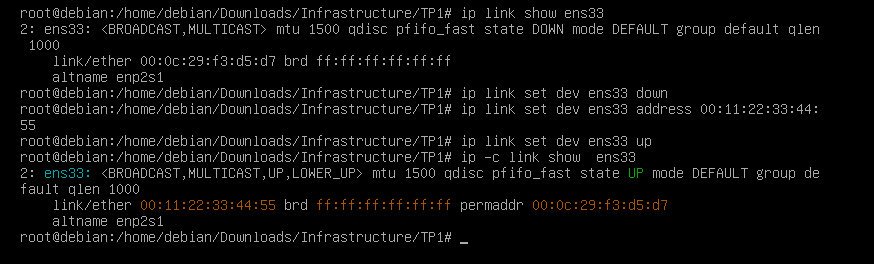 root@debian:/home/debian/Downloads/Infrastructure/TP1# ip link show ens33
2: ens33: <BROADCAST,MULTICAST> mtu 1500 qdisc pfifo_fast state DOWN mode DEFAULT group default qlen
 1000
    link/ether 00:0c:29:f3:d5:d7 brd ff:ff:ff:ff:ff:ff
    altname enp2s1
root@debian:/home/debian/Downloads/Infrastructure/TP1# ip link set dev ens33 down
root@debian:/home/debian/Downloads/Infrastructure/TP1# ip link set dev ens33 address 00:11:22:33:44:
55
root@debian:/home/debian/Downloads/Infrastructure/TP1# ip link set dev ens33 up
root@debian:/home/debian/Downloads/Infrastructure/TP1# ip -c link show  ens33
2: ens33: <BROADCAST,MULTICAST,UP,LOWER_UP> mtu 1500 qdisc pfifo_fast state UP mode DEFAULT group de
fault qlen 1000
    link/ether 00:11:22:33:44:55 brd ff:ff:ff:ff:ff:ff permaddr 00:0c:29:f3:d5:d7
    altname enp2s1
root@debian:/home/debian/Downloads/Infrastructure/TP1# _